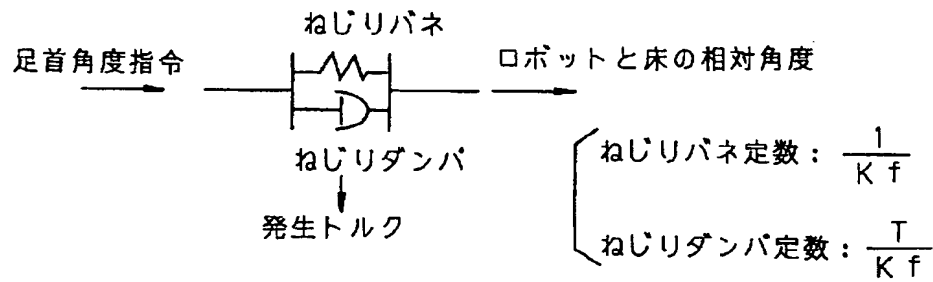 ねじりバネ
足首角度指令
ロボットと床の相対角度
ねじりダンパ
発生トルク
ねじりバネ定数: 1/Kf
ねじりダンパ定数: T/Kf